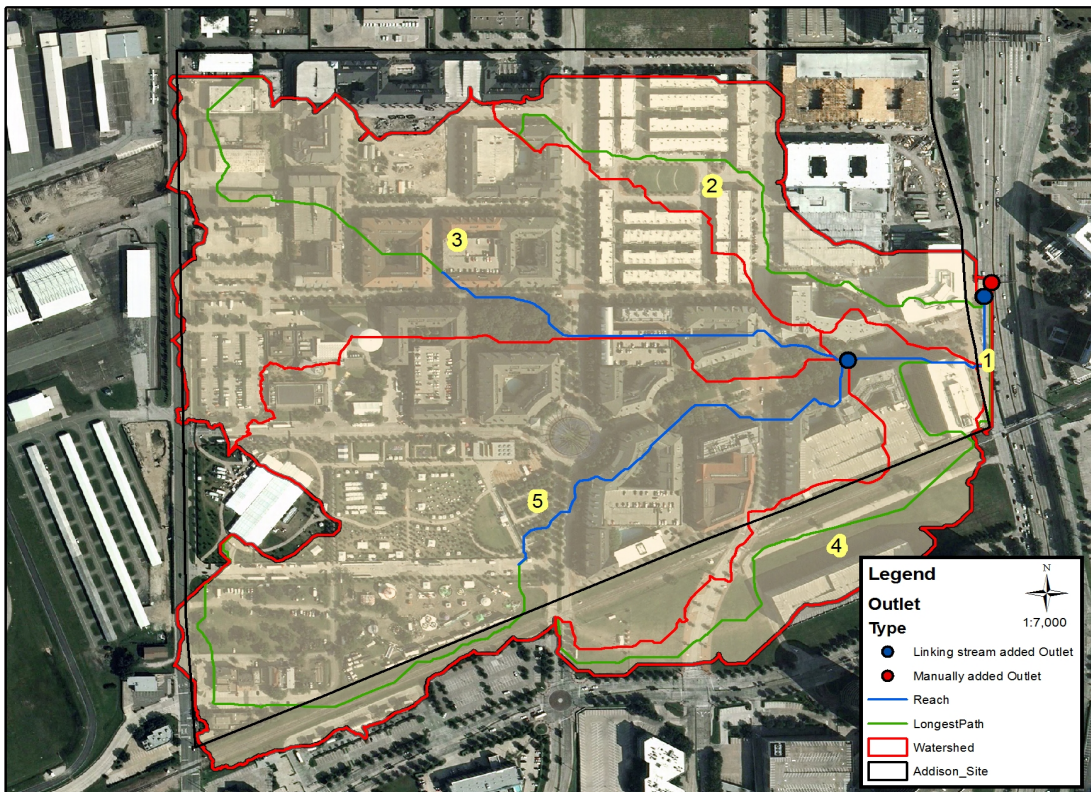 2
3
1
5
4
Legend
N
Outlet
1:7,000
Type
Linking stream added Outlet
Manually added Outlet
Reach
LongestPath
Watershed
Addison_Site